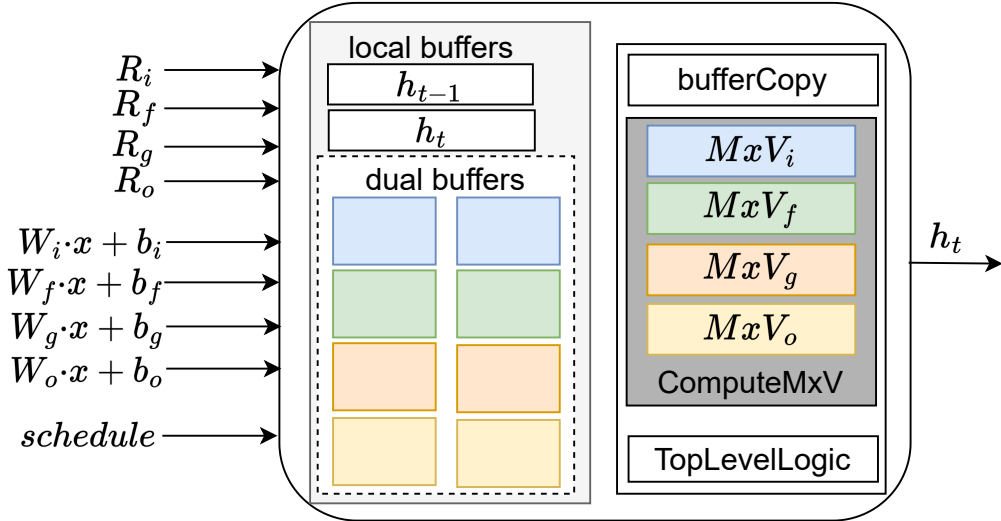 R_i
R_f
R_g
R_o
W_i·x + b_i
W_f·x + b_f
W_g·x + b_g
W_o·x + b_o
schedule
local buffers
h_{t−1}
h_t
dual buffers
bufferCopy
MxV_i
MxV_f
MxV_g
MxV_o
ComputeMxV
TopLevelLogic
h_t